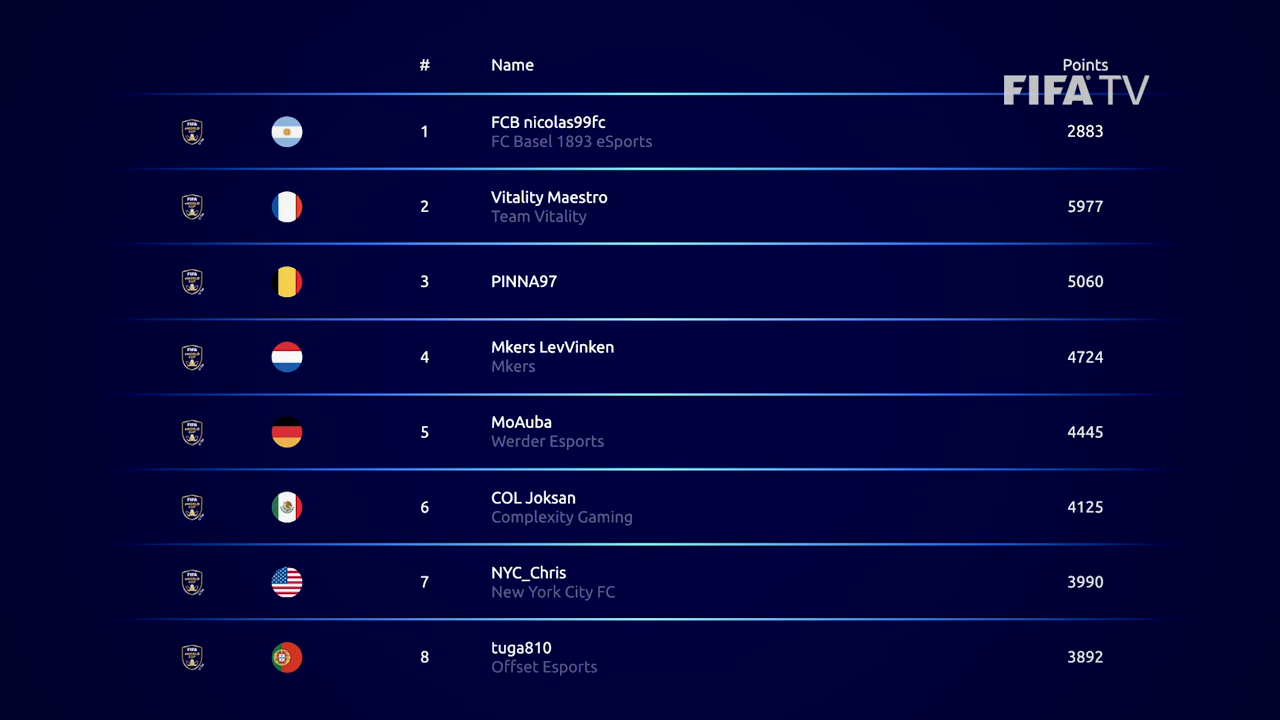 # Name Points
FIFA TV
1 FCB nicolas99fc 2883
FC Basel 1893 eSports
2 Vitality Maestro 5977
Team Vitality
3 PINNA97 5060
4 Mkers LevVinken 4724
Mkers
5 MoAuba 4445
Werder Esports
6 COL Joksan 4125
Complexity Gaming
7 NYC_Chris 3990
New York City FC
8 tuga810 3892
Offset Esports